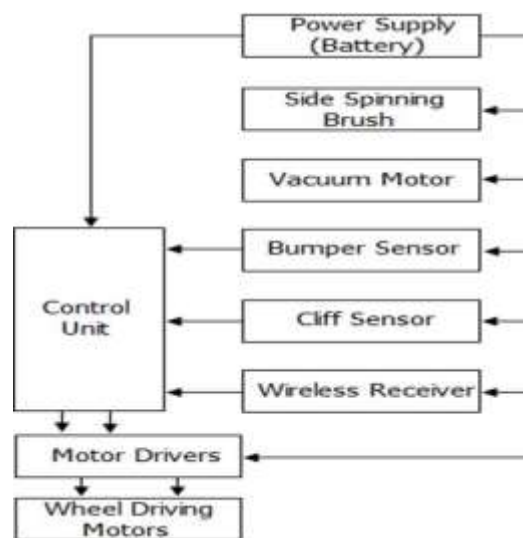 Power Supply
(Battery)
Side Spinning
Brush
Vacuum Motor
Bumper Sensor
Control
Unit
Cliff Sensor
Wireless Receiver
Motor Drivers
Wheel Driving
Motors